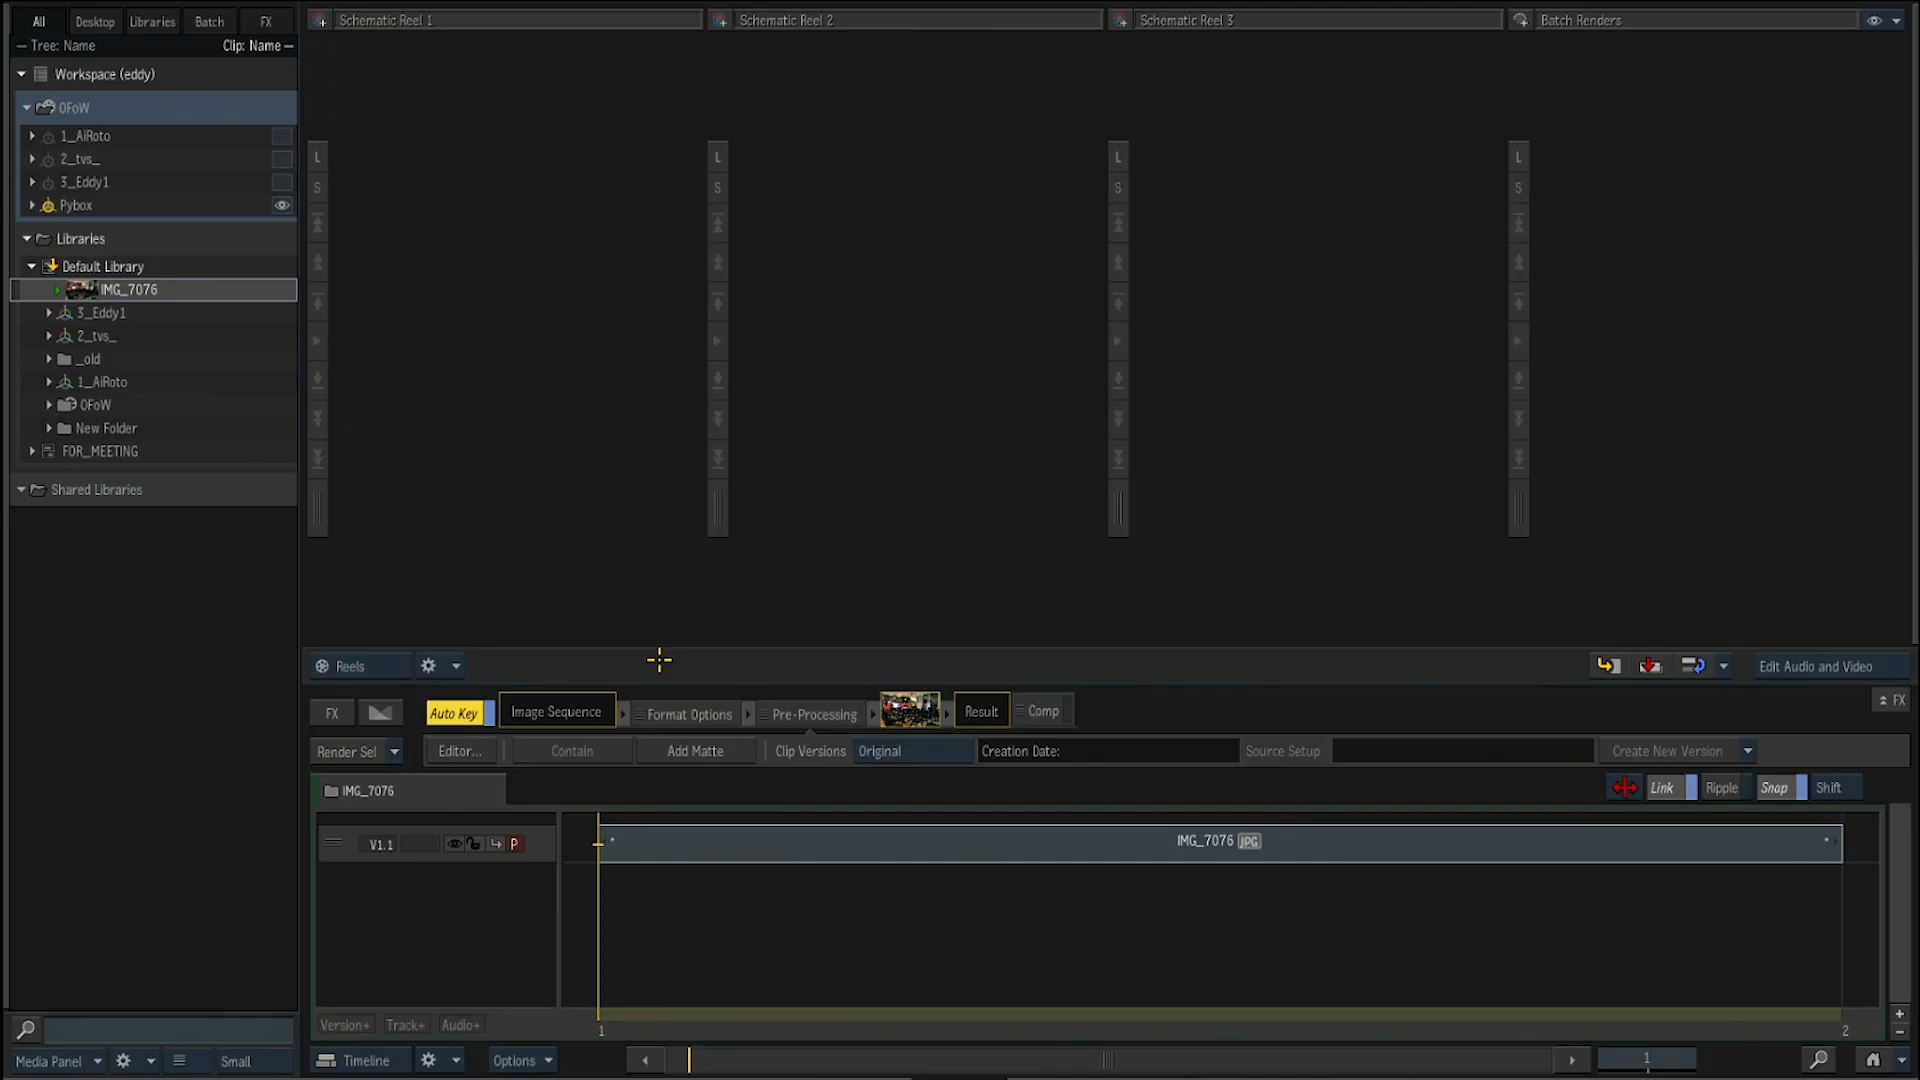 All Desktop Libraries Batch FX
Tree: Name Clip: Name
Workspace (eddy)
OFoW
1_AiRoto
2_tvs_
3_Eddy1
Pybox
Libraries
Default Library
IMG_7076
3_Eddy1
2_tvs_
_old
1_AiRoto
OFoW
New Folder
FOR_MEETING
Shared Libraries
Schematic Reel 1 Schematic Reel 2 Schematic Reel 3 Batch Renders
L L L L
S S S S
Reels Edit Audio and Video
FX Auto Key Image Sequence Format Options Pre-Processing Result Comp FX
Render Sel Editor... Contain Add Matte Clip Versions Original Creation Date: Source Setup Create New Version
IMG_7076 Link Ripple Snap Shift
V1.1 P IMG_7076 JPG
Version+ Track+ Audio+ 1 2
Media Panel Small Timeline Options 1